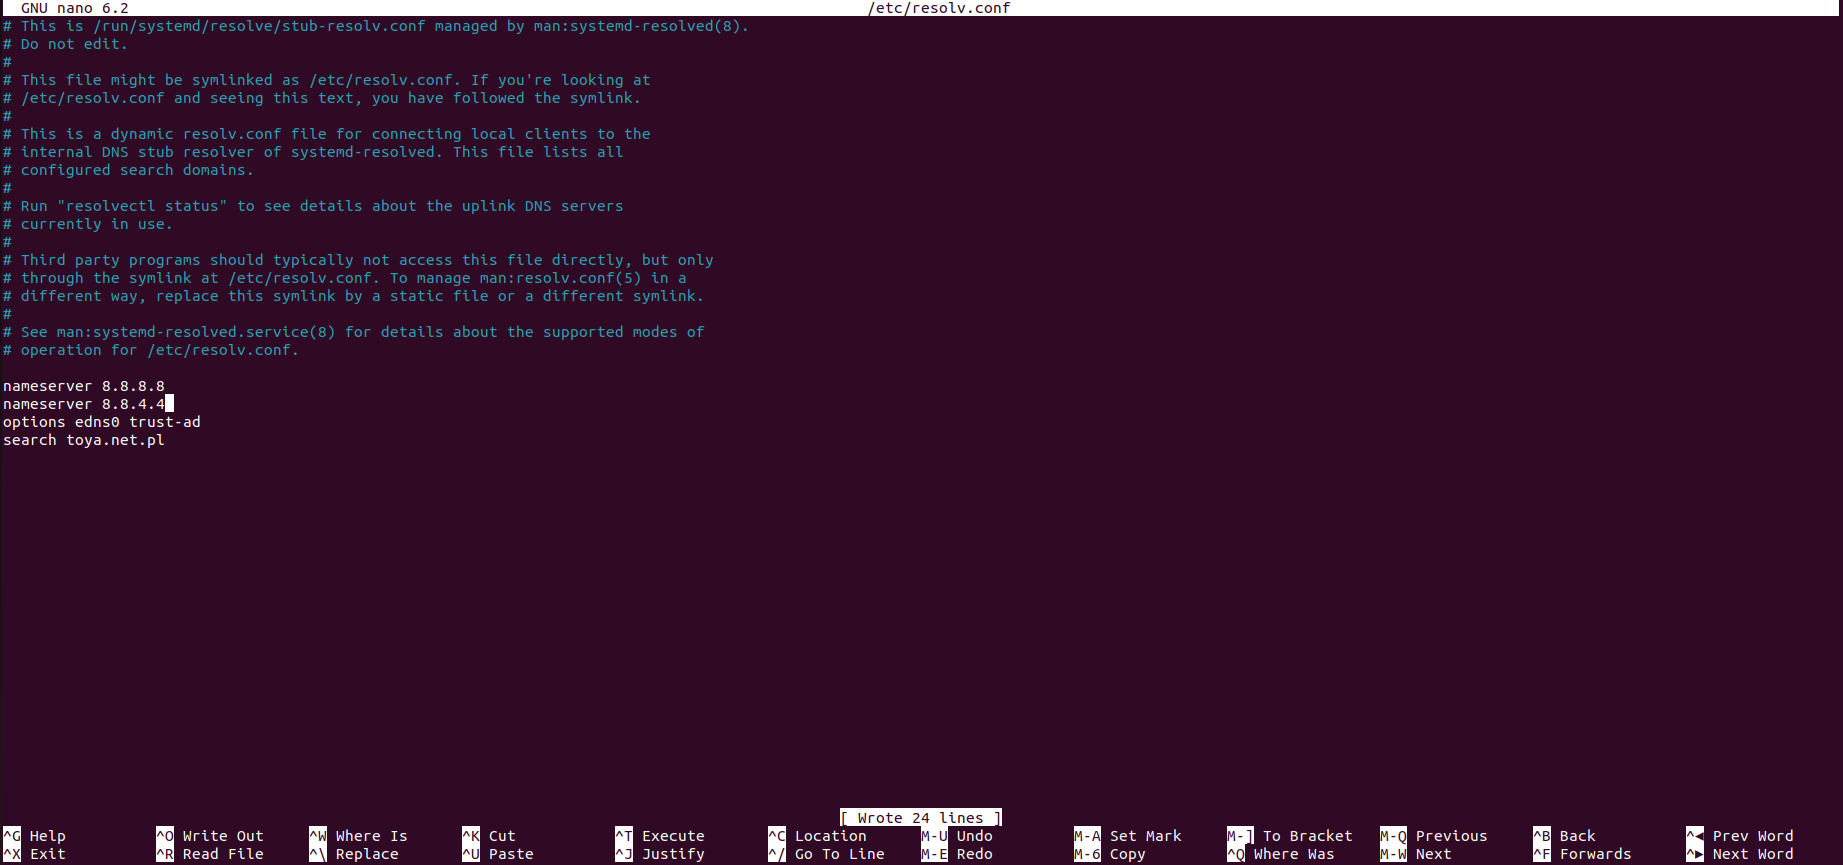 GNU nano 6.2 /etc/resolv.conf
# This is /run/systemd/resolve/stub-resolv.conf managed by man:systemd-resolved(8).
# Do not edit.
#
# This file might be symlinked as /etc/resolv.conf. If you're looking at
# /etc/resolv.conf and seeing this text, you have followed the symlink.
#
# This is a dynamic resolv.conf file for connecting local clients to the
# internal DNS stub resolver of systemd-resolved. This file lists all
# configured search domains.
#
# Run "resolvectl status" to see details about the uplink DNS servers
# currently in use.
#
# Third party programs should typically not access this file directly, but only
# through the symlink at /etc/resolv.conf. To manage man:resolv.conf(5) in a
# different way, replace this symlink by a static file or a different symlink.
#
# See man:systemd-resolved.service(8) for details about the supported modes of
# operation for /etc/resolv.conf.
nameserver 8.8.8.8
nameserver 8.8.4.4
options edns0 trust-ad
search toya.net.pl
[ Wrote 24 lines ]
^G Help ^O Write Out ^W Where Is ^K Cut ^T Execute ^C Location M-U Undo M-A Set Mark M-] To Bracket M-Q Previous ^B Back ^◄ Prev Word
^X Exit ^R Read File ^\ Replace ^U Paste ^J Justify ^/ Go To Line M-E Redo M-6 Copy ^Q Where Was M-W Next ^F Forwards ^► Next Word